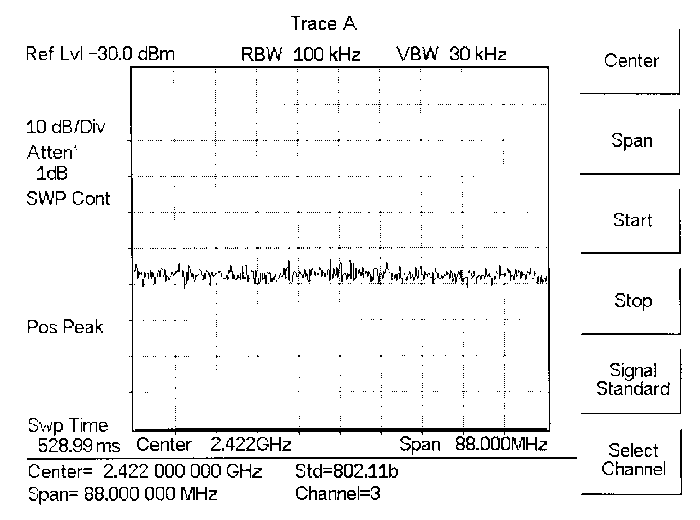 Trace A
Ref Lvl -30.0 dBm RBW 100 kHz VBW 30 kHz
10 dB/Div
Atten*
1dB
SWP Cont
Pos Peak
Swp Time
528.99 ms Center 2.422GHz Span 88.000MHz
Center= 2.422 000 000 GHz Std=802.11b
Span= 88.000 000 MHz Channel=3
Center
Span
Start
Stop
Signal
Standard
Select
Channel